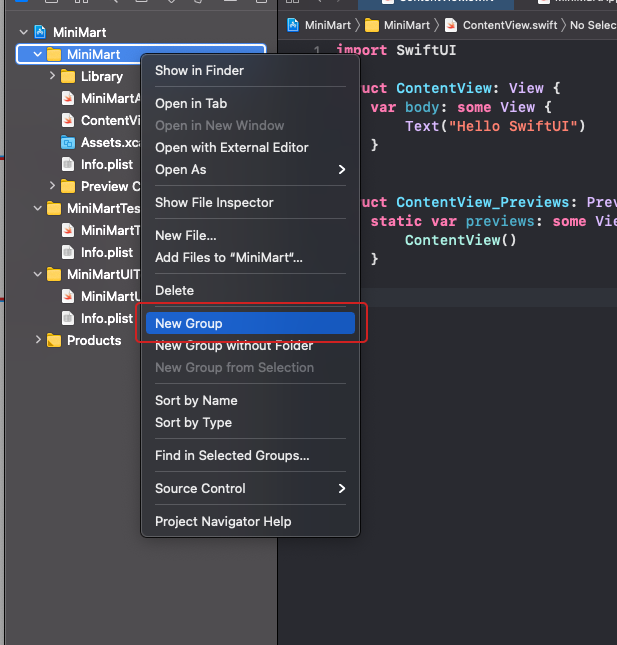 MiniMart
MiniMart
Library
MiniMartA
ContentVi
Assets.xca
Info.plist
Preview C
MiniMartTes
MiniMartT
Info.plist
MiniMartUIT
MiniMartU
Info.plist
Products
Show in Finder
Open in Tab
Open in New Window
Open with External Editor
Open As
Show File Inspector
New File...
Add Files to “MiniMart”...
Delete
New Group
New Group without Folder
New Group from Selection
Sort by Name
Sort by Type
Find in Selected Groups...
Source Control
Project Navigator Help
MiniMart MiniMart ContentView.swift No Selec
1 import SwiftUI
uct ContentView: View {
var body: some View {
Text("Hello SwiftUI")
}
uct ContentView_Previews: Prev
static var previews: some Vie
ContentView()
}